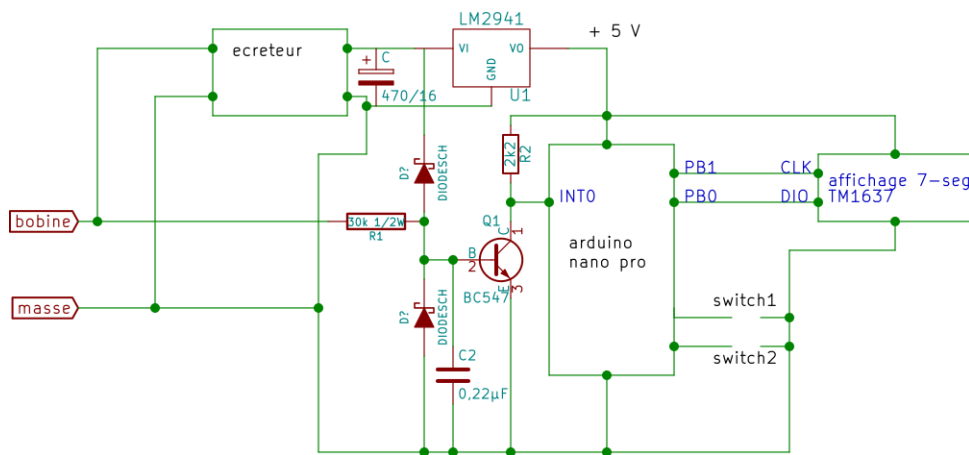 LM2941
+ 5 V
ecreteur
+
C
VI
VO
GND
470/16
U1
2k2
R2
D?
DIODESCH
PB1
CLK
affichage 7-seg
INT0
PB0
DIO
TM1637
Q1
bobine
30k 1/2W
R1
C
1
arduino
nano pro
B
2
E
3
BC547
masse
D?
DIODESCH
switch1
switch2
C2
0,22µF